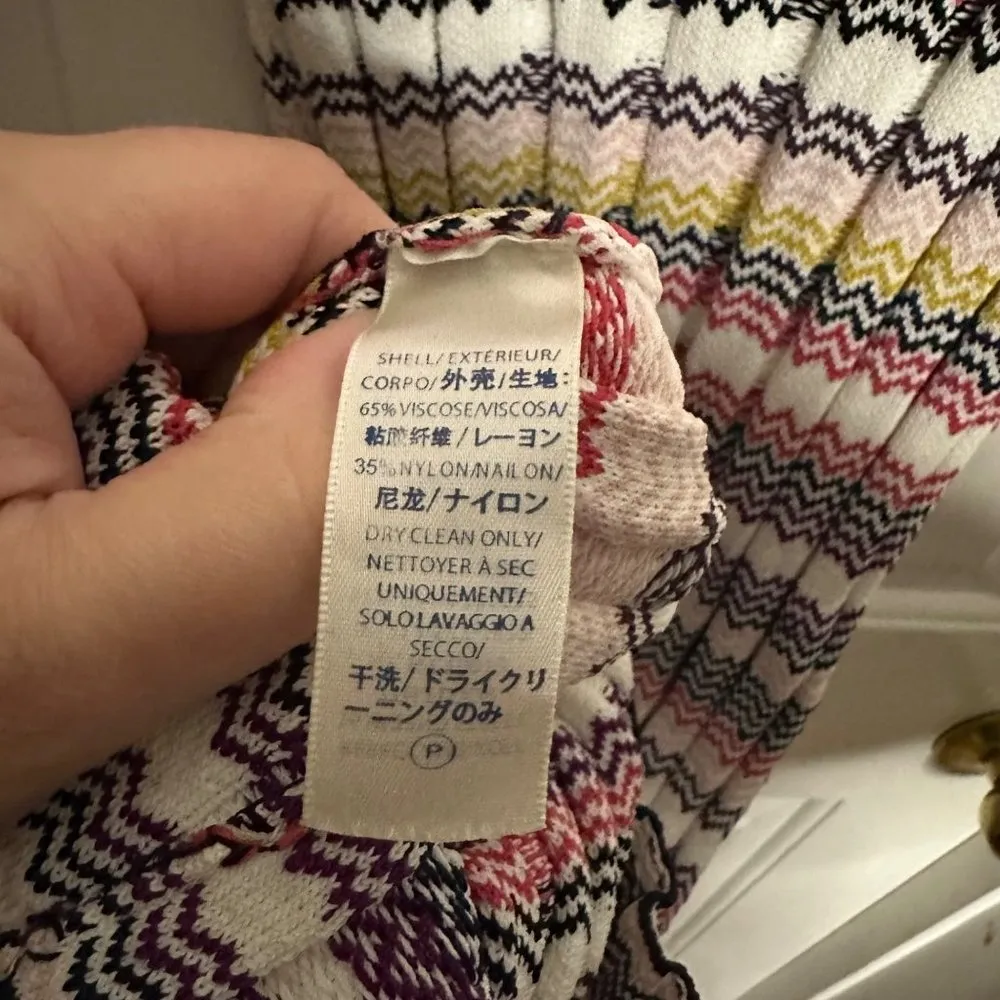 SHELL/EXTÉRIEUR/
CORPO/外壳/生地:
65% VISCOSE/VISCOSA/
粘胶纤维/レーヨン
35% NYLON/NAILON/
尼龙/ナイロン
DRY CLEAN ONLY/
NETTOYER À SEC
UNIQUEMENT/
SOLO LAVAGGIO A
SECCO/
干洗/ドライクリ
ーニングのみ
P